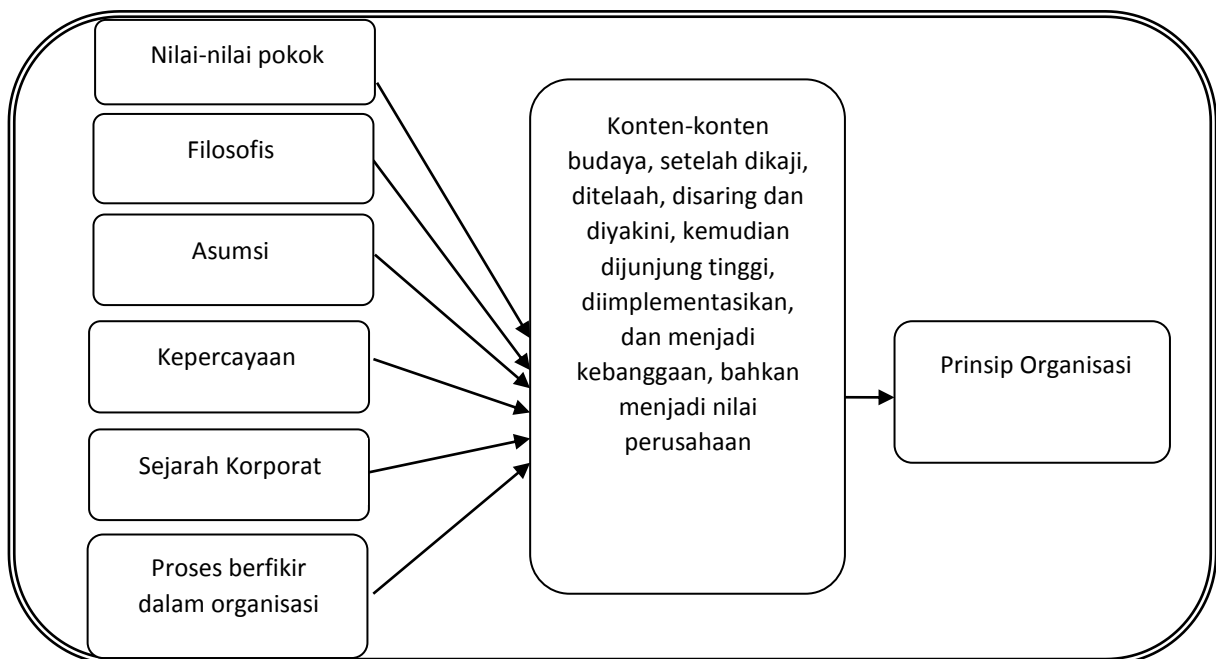 Nilai-nilai pokok
Filosofis
Asumsi
Kepercayaan
Sejarah Korporat
Proses berfikir
dalam organisasi
Konten-konten
budaya, setelah dikaji,
ditelaah, disaring dan
diyakini, kemudian
dijunjung tinggi,
diimplementasikan,
dan menjadi
kebanggaan, bahkan
menjadi nilai
perusahaan
Prinsip Organisasi